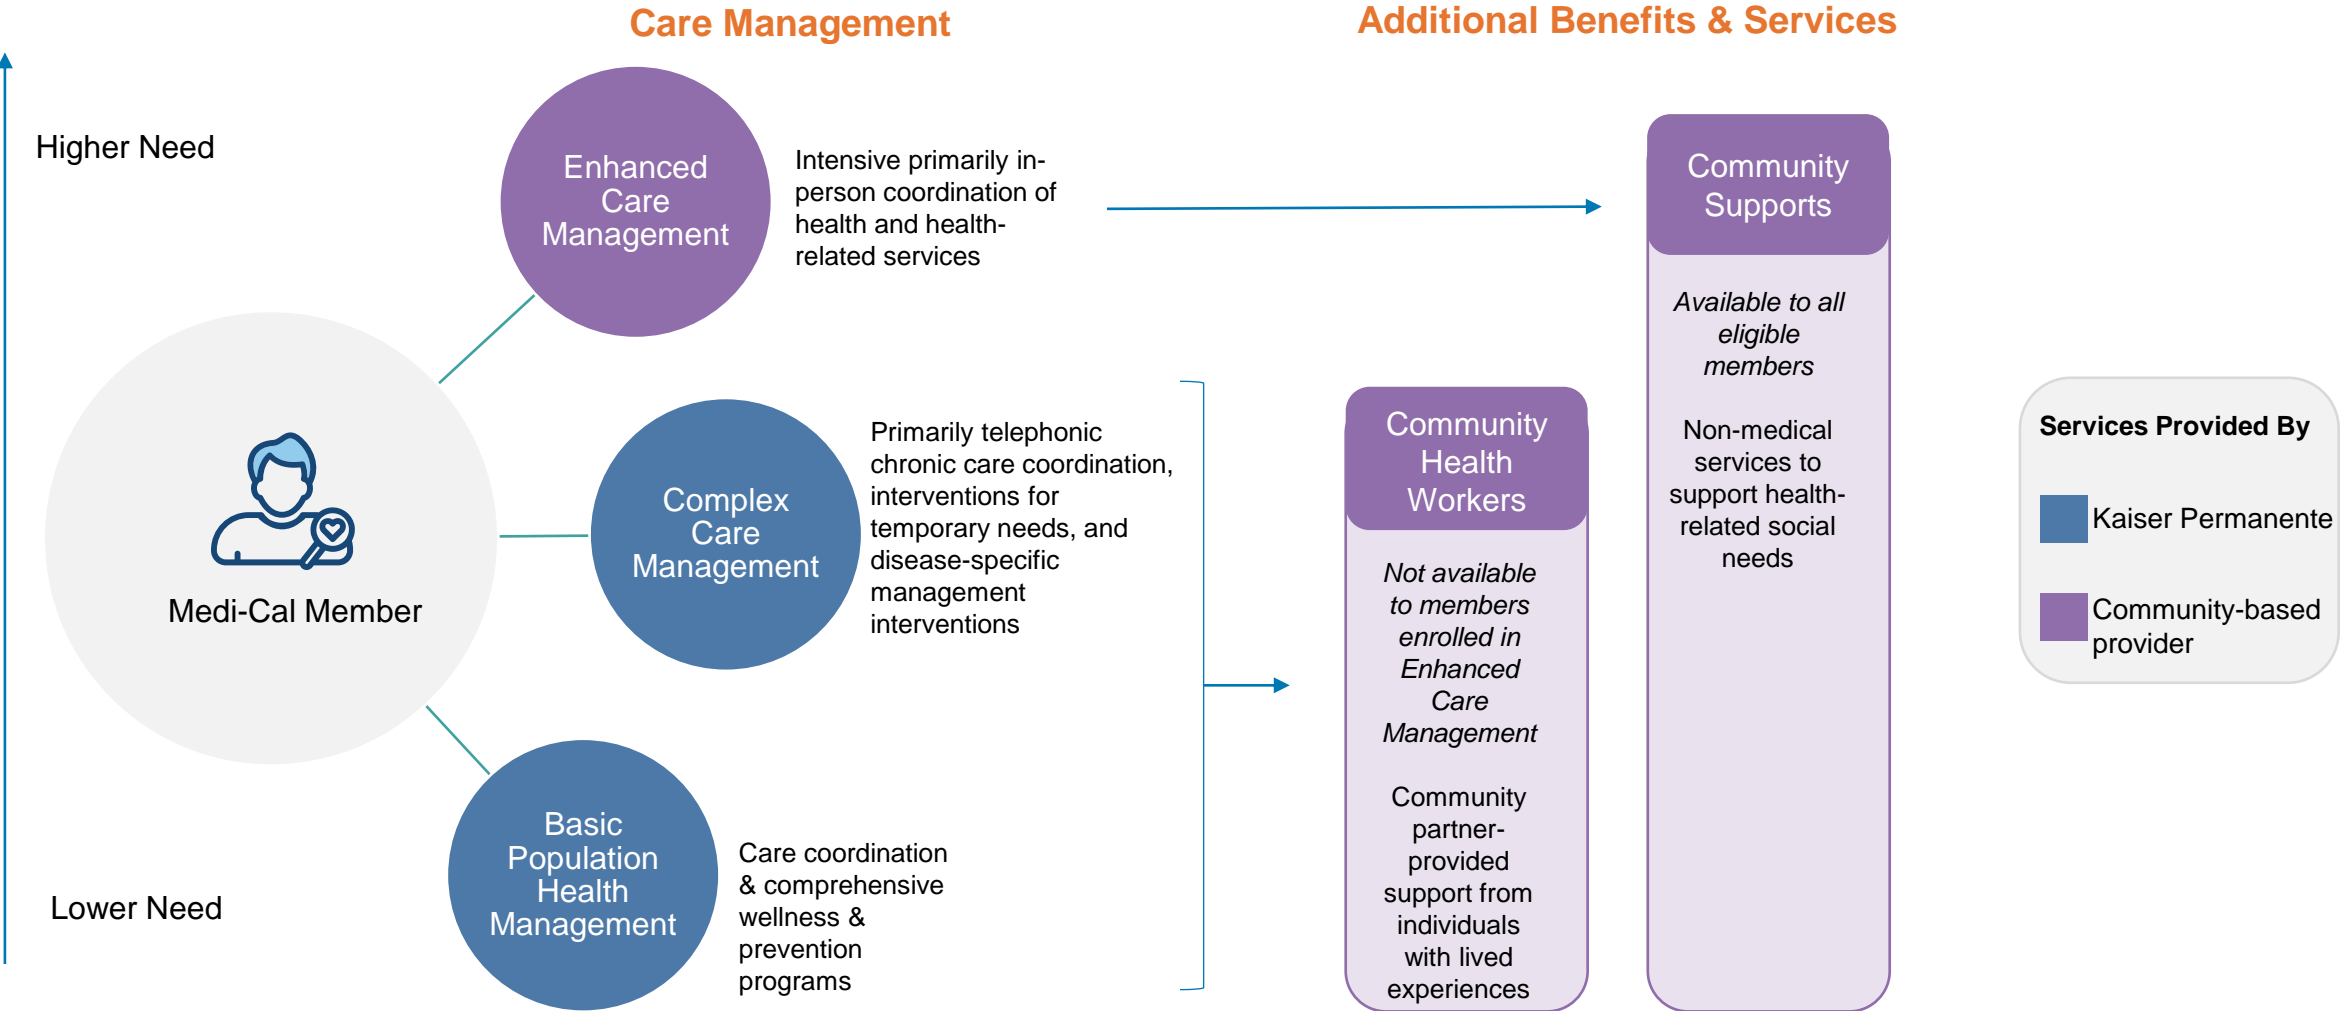 Care Management
Additional Benefits & Services
Higher Need
Enhanced
Care
Management
Intensive primarily in-
person coordination of
health and health-
related services
Community
Supports
Available to all
eligible
members
Non-medical
services to
support health-
related social
needs
Medi-Cal Member
Complex
Care
Management
Primarily telephonic
chronic care coordination,
interventions for
temporary needs, and
disease-specific
management
interventions
Community
Health
Workers
Not available
to members
enrolled in
Enhanced
Care
Management
Community
partner-
provided
support from
individuals
with lived
experiences
Services Provided By
Kaiser Permanente
Community-based
provider
Lower Need
Basic
Population
Health
Management
Care coordination
& comprehensive
wellness &
prevention
programs